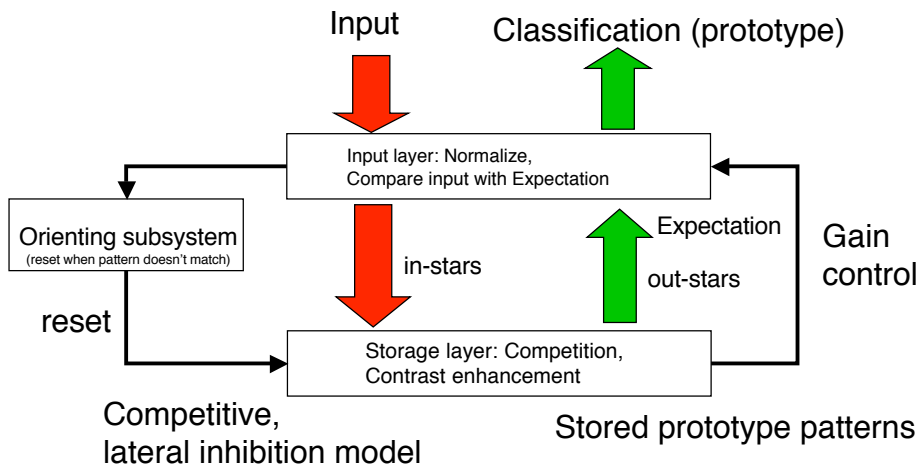 Input
Classification (prototype)
Input layer: Normalize,
Compare input with Expectation
Orienting subsystem
(reset when pattern doesn't match)
in-stars
Expectation
out-stars
Gain
control
reset
Storage layer: Competition,
Contrast enhancement
Competitive,
lateral inhibition model
Stored prototype patterns